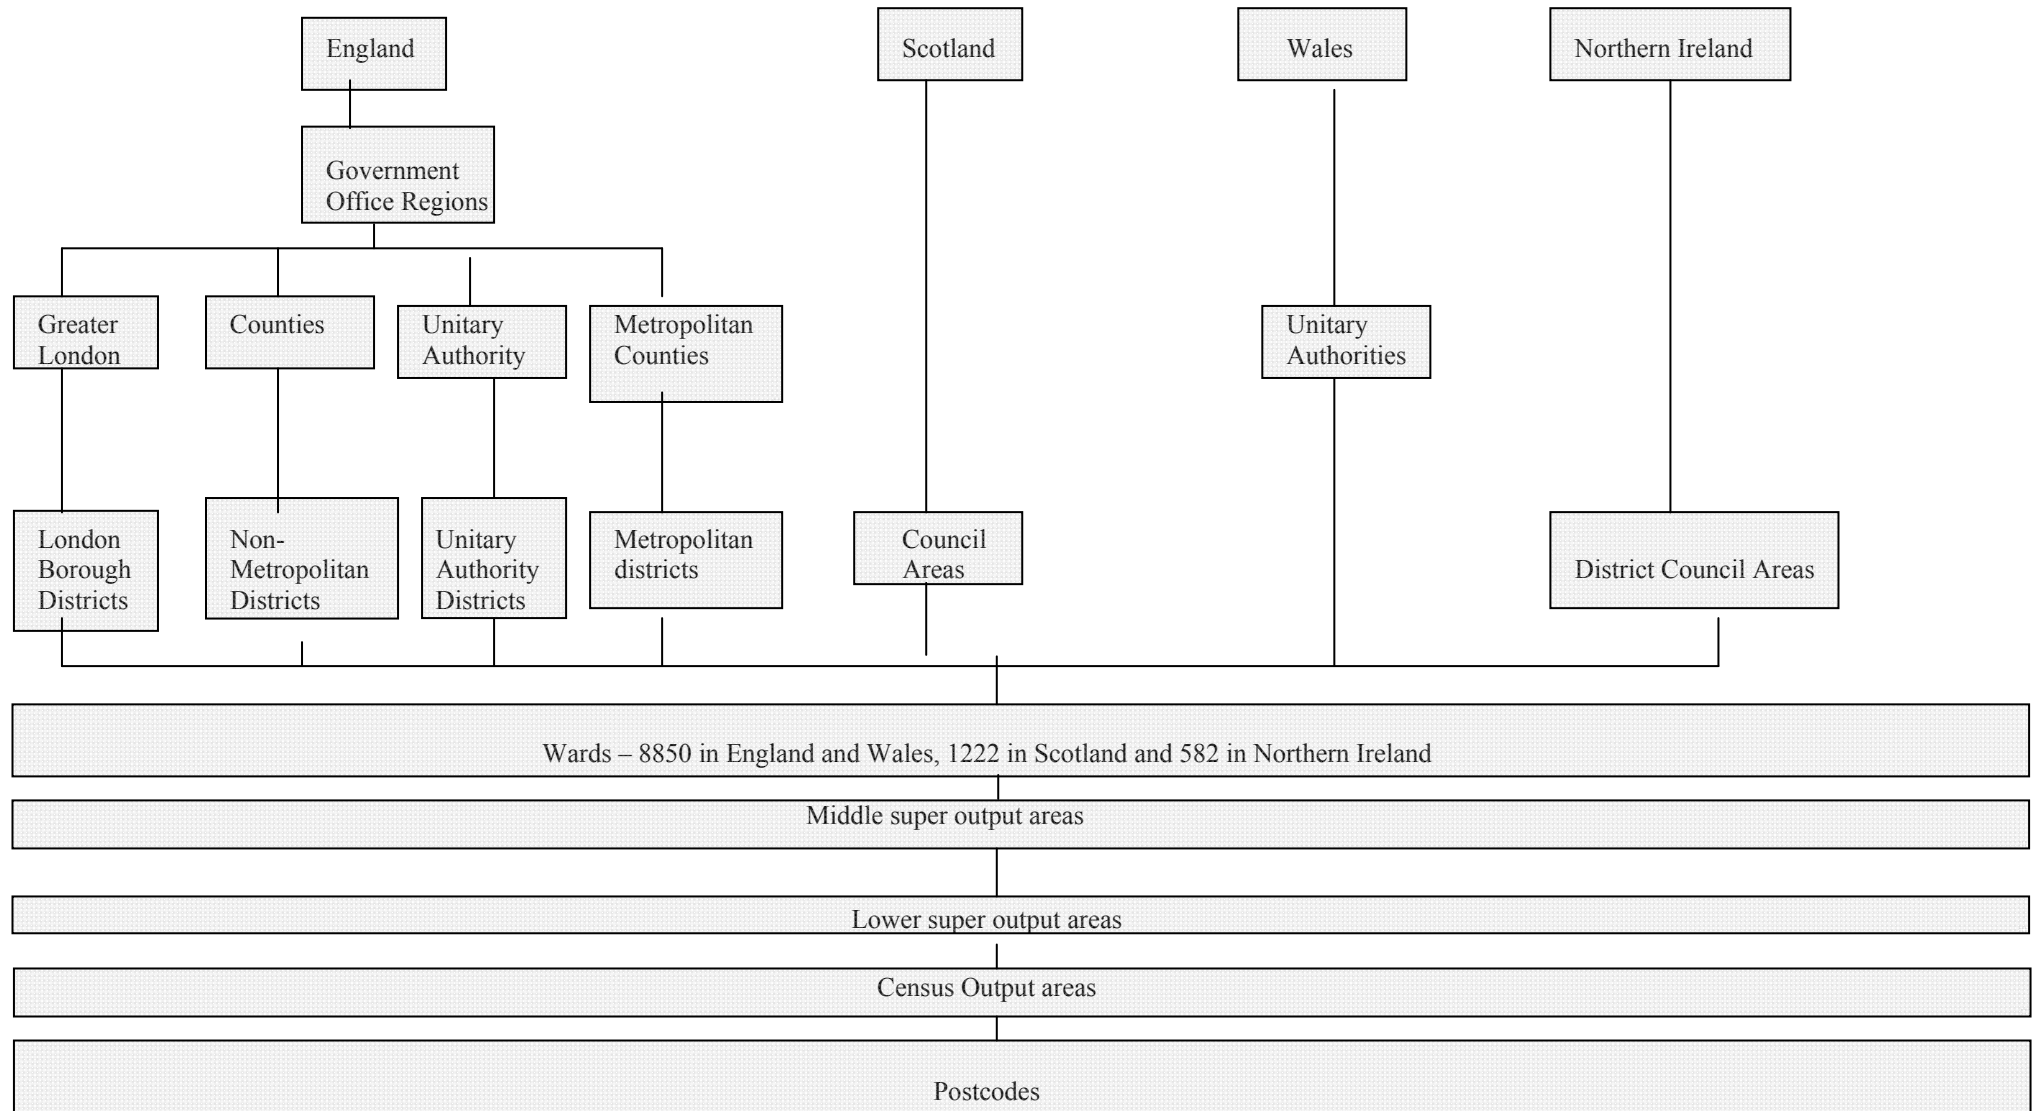 England
Scotland
Wales
Northern Ireland
Government
Office Regions
Greater
London
Counties
Unitary
Authority
Metropolitan
Counties
Unitary
Authorities
London
Borough
Districts
Non-
Metropolitan
Districts
Unitary
Authority
Districts
Metropolitan
districts
Council
Areas
District Council Areas
Wards – 8850 in England and Wales, 1222 in Scotland and 582 in Northern Ireland
Middle super output areas
Lower super output areas
Census Output areas
Postcodes